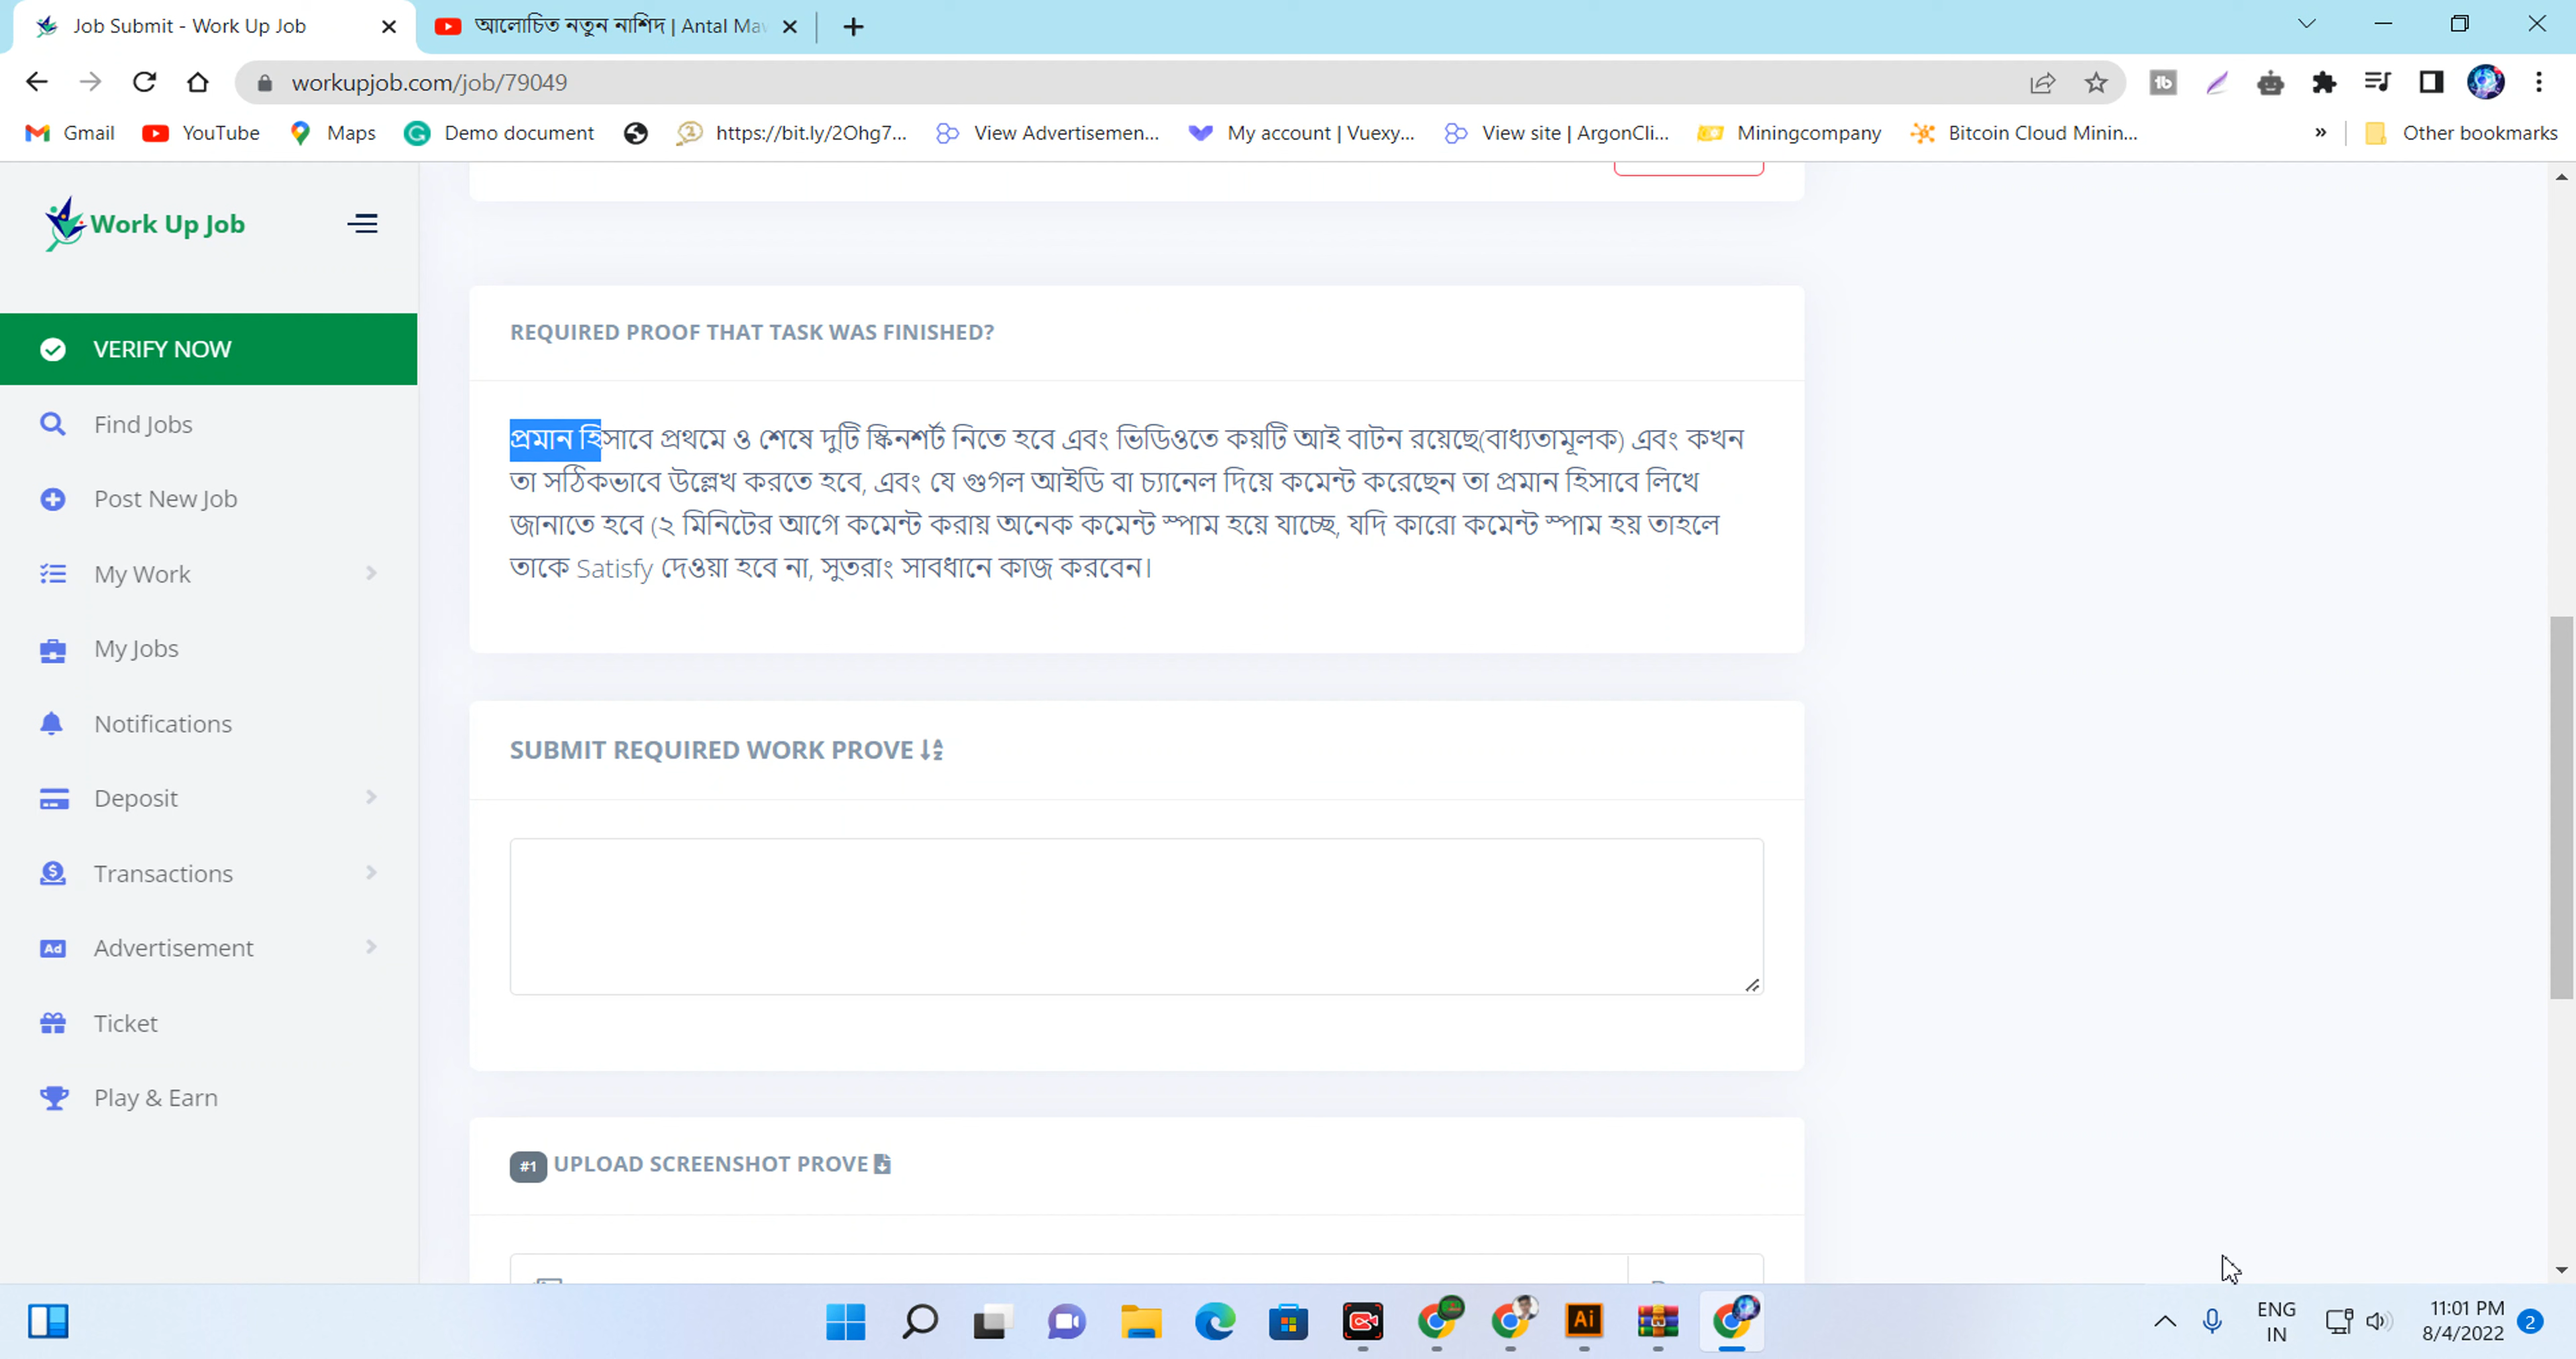 Job Submit - Work Up Job
আলোচিত নতুন নাশিদ | Antal Maw
workupjob.com/job/79049
Gmail
YouTube
Maps
Demo document
https://bit.ly/2Ohg7...
View Advertisemen...
My account | Vuexy...
View site | ArgonCli...
Miningcompany
Bitcoin Cloud Minin...
»
Other bookmarks
Work Up Job
VERIFY NOW
Find Jobs
Post New Job
My Work
My Jobs
Notifications
Deposit
Transactions
Ad
Advertisement
Ticket
Play & Earn
REQUIRED PROOF THAT TASK WAS FINISHED?
প্রমান হিসাবে প্রথমে ও শেষে দুটি স্কিনশর্ট নিতে হবে এবং ভিডিওতে কয়টি আই বাটন রয়েছে(বাধ্যতামূলক) এবং কখন
তা সঠিকভাবে উল্লেখ করতে হবে, এবং যে গুগল আইডি বা চ্যানেল দিয়ে কমেন্ট করেছেন তা প্রমান হিসাবে লিখে
জানাতে হবে (২ মিনিটের আগে কমেন্ট করায় অনেক কমেন্ট স্পাম হয়ে যাচ্ছে, যদি কারো কমেন্ট স্পাম হয় তাহলে
তাকে Satisfy দেওয়া হবে না, সুতরাং সাবধানে কাজ করবেন।
SUBMIT REQUIRED WORK PROVE
#1 UPLOAD SCREENSHOT PROVE
Ai
ENG
IN
11:01 PM
8/4/2022
2